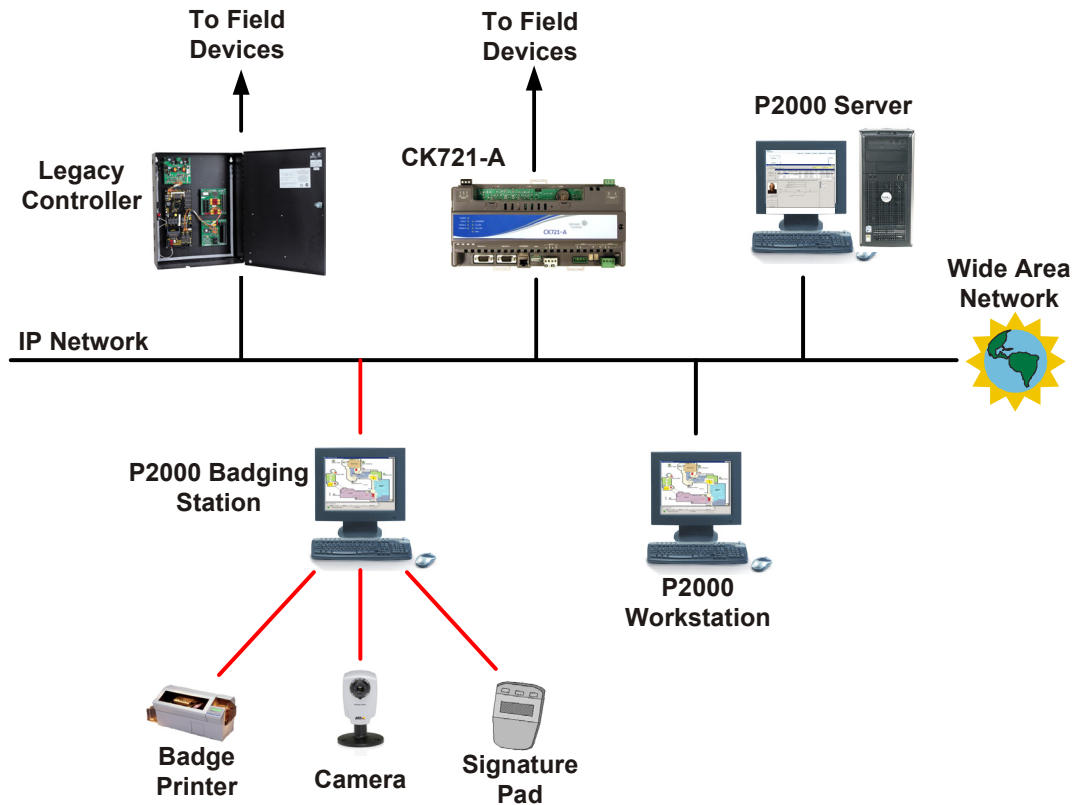 To Field
Devices
To Field
Devices
P2000 Server
Legacy
Controller
CK721-A
CK721-A
Wide Area
Network
IP Network
P2000 Badging
Station
P2000
Workstation
Badge
Printer
Camera
Signature
Pad